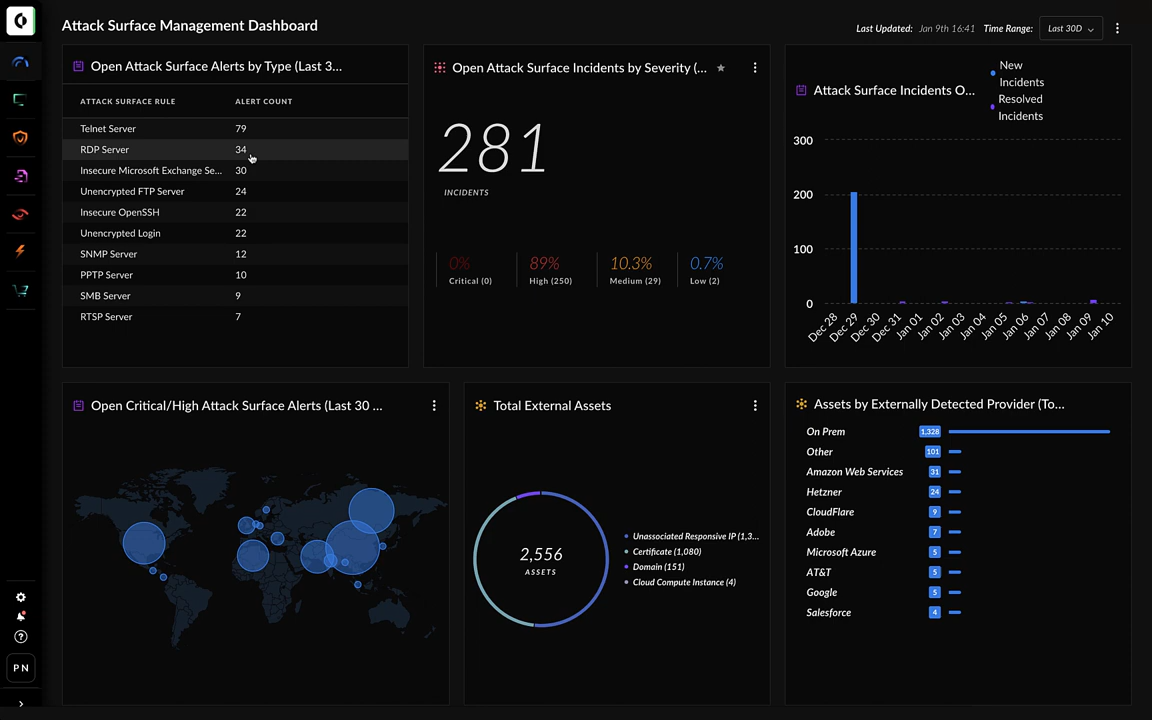 Attack Surface Management Dashboard
Last Updated: Jan 9th 16:41 Time Range: Last 30D
Open Attack Surface Alerts by Type (Last 3...
ATTACK SURFACE RULE ALERT COUNT
Telnet Server 79
RDP Server 34
Insecure Microsoft Exchange Se... 30
Unencrypted FTP Server 24
Insecure OpenSSH 22
Unencrypted Login 22
SNMP Server 12
PPTP Server 10
SMB Server 9
RTSP Server 7
Open Attack Surface Incidents by Severity (...
281
INCIDENTS
0% 89% 10.3% 0.7%
Critical (0) High (250) Medium (29) Low (2)
Attack Surface Incidents O...
New
Incidents
Resolved
Incidents
300
200
100
0
Dec 28 Dec 29 Dec 30 Dec 31 Jan 01 Jan 02 Jan 03 Jan 04 Jan 05 Jan 06 Jan 07 Jan 08 Jan 09 Jan 10
Open Critical/High Attack Surface Alerts (Last 30 ...
Total External Assets
2,556
ASSETS
Unassociated Responsive IP (1,3...
Certificate (1,080)
Domain (151)
Cloud Compute Instance (4)
Assets by Externally Detected Provider (To...
On Prem 1,328
Other 101
Amazon Web Services 31
Hetzner 24
CloudFlare 9
Adobe 7
Microsoft Azure 5
AT&T 5
Google 5
Salesforce 4
PN